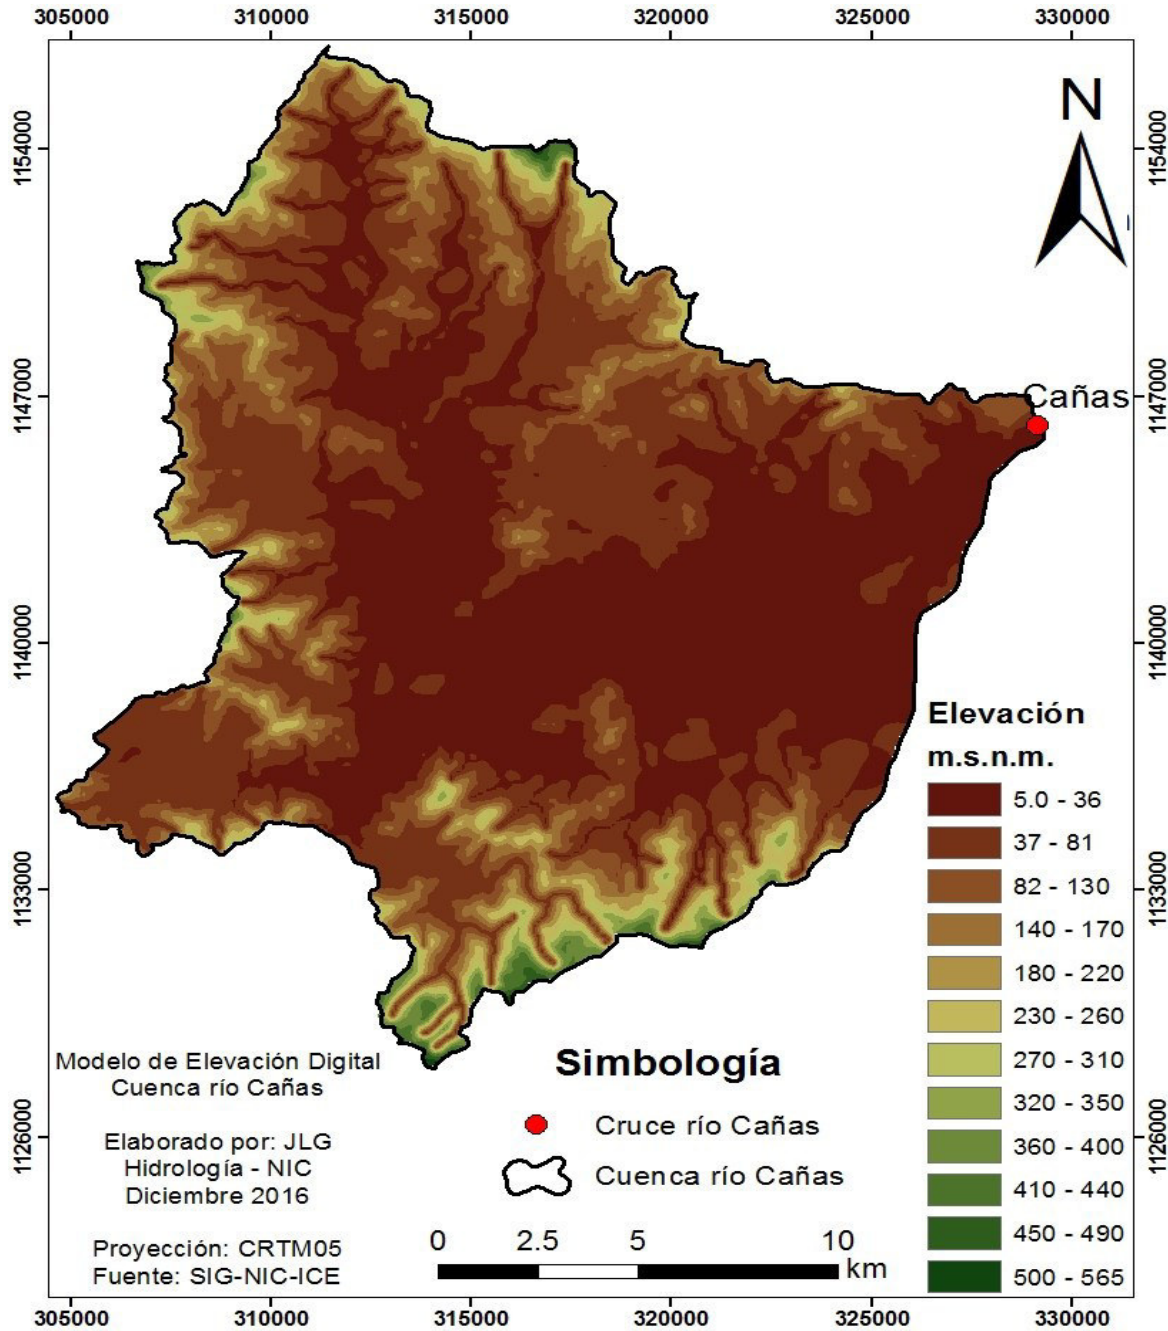 305000 310000 315000 320000 325000 330000
1154000 1154000
N
1147000 1147000
Cañas
1140000 1140000
1133000 1133000
1126000 1126000
Elevación
m.s.n.m.
5.0 - 36
37 - 81
82 - 130
140 - 170
180 - 220
230 - 260
270 - 310
320 - 350
360 - 400
410 - 440
450 - 490
500 - 565
Modelo de Elevación Digital
Cuenca río Cañas
Elaborado por: JLG
Hidrología - NIC
Diciembre 2016
Proyección: CRTM05
Fuente: SIG-NIC-ICE
Simbología
Cruce río Cañas
Cuenca río Cañas
0 2.5 5 10
km
305000 310000 315000 320000 325000 330000